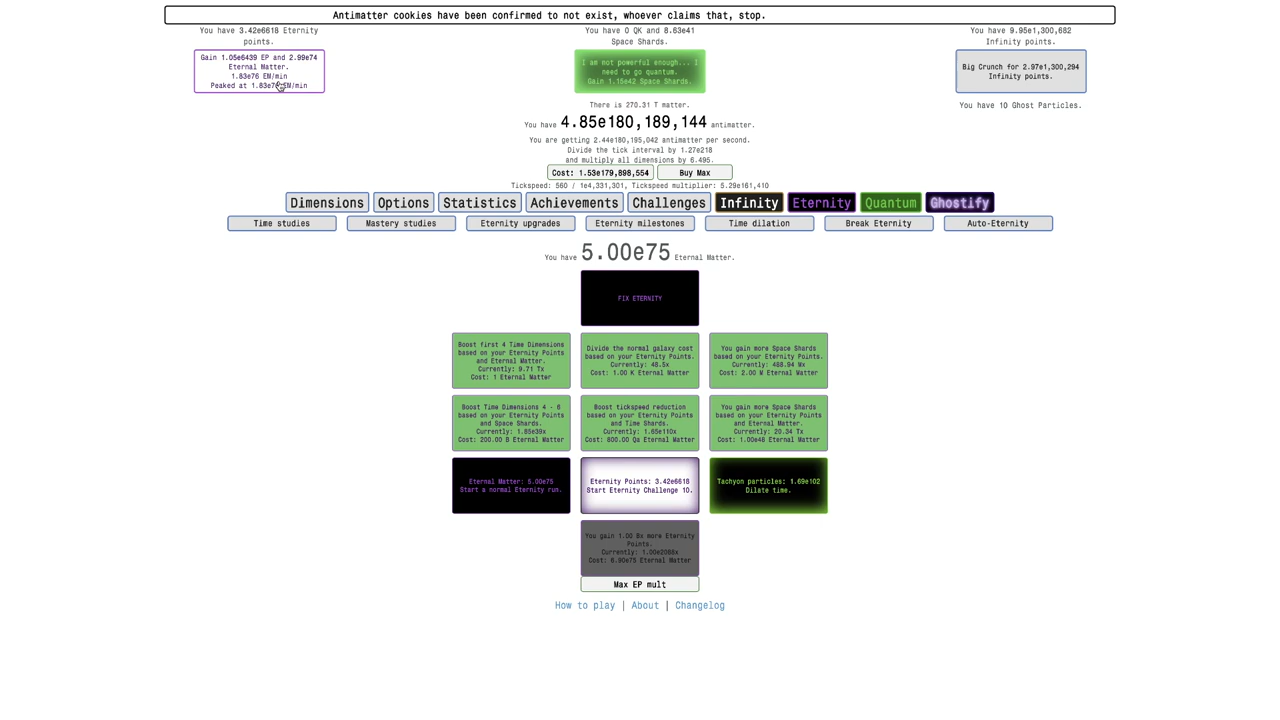 Antimatter cookies have been confirmed to not exist, whoever claims that, stop.
You have 3.42e6618 Eternity
points.
Gain 1.05e6439 EP and 2.99e74
Eternal Matter.
1.83e76 EM/min
Peaked at 1.83e76 EM/min
You have 0 QK and 8.63e41
Space Shards.
I am not powerful enough... I
need to go quantum.
Gain 1.15e42 Space Shards.
You have 9.95e1,300,682
Infinity points.
Big Crunch for 2.97e1,300,294
Infinity points.
You have 10 Ghost Particles.
There is 270.31 T matter.
You have 4.85e180,189,144 antimatter.
You are getting 2.44e180,195,042 antimatter per second.
Divide the tick interval by 1.27e218
and multiply all dimensions by 6.495.
Cost: 1.53e179,898,554 Buy Max
Tickspeed: 560 / 1e4,331,301, Tickspeed multiplier: 5.29e161,410
Dimensions Options Statistics Achievements Challenges Infinity Eternity Quantum Ghostify
Time studies Mastery studies Eternity upgrades Eternity milestones Time dilation Break Eternity Auto-Eternity
You have 5.00e75 Eternal Matter.
FIX ETERNITY
Boost first 4 Time Dimensions
based on your Eternity Points
and Eternal Matter.
Currently: 9.71 Tx
Cost: 1 Eternal Matter
Divide the normal galaxy cost
based on your Eternity Points.
Currently: 48.5x
Cost: 1.00 K Eternal Matter
You gain more Space Shards
based on your Eternity Points.
Currently: 488.94 Mx
Cost: 2.00 M Eternal Matter
Boost Time Dimensions 4 - 6
based on your Eternity Points
and Space Shards.
Currently: 1.85e39x
Cost: 200.00 B Eternal Matter
Boost tickspeed reduction
based on your Eternity Points
and Time Shards.
Currently: 1.65e110x
Cost: 800.00 Qa Eternal Matter
You gain more Space Shards
based on your Eternity Points
and Eternal Matter.
Currently: 20.34 Tx
Cost: 1.00e48 Eternal Matter
Eternal Matter: 5.00e75
Start a normal Eternity run.
Eternity Points: 3.42e6618
Start Eternity Challenge 10.
Tachyon particles: 1.69e102
Dilate time.
You gain 1.00 Bx more Eternity
Points.
Currently: 1.00e2088x
Cost: 6.90e75 Eternal Matter
Max EP mult
How to play | About | Changelog